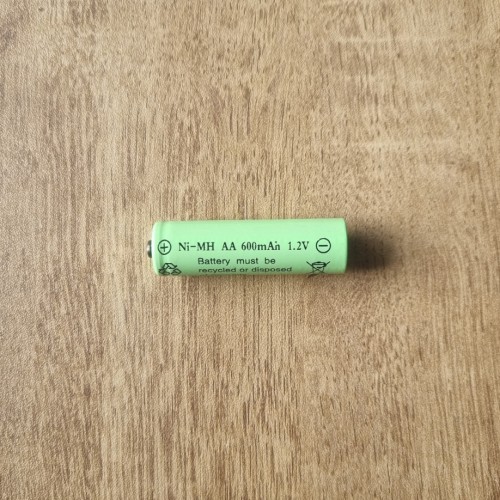 ⊕ Ni-MH AA 600mAh 1.2V ⊖
Battery must be
recycled or disposed